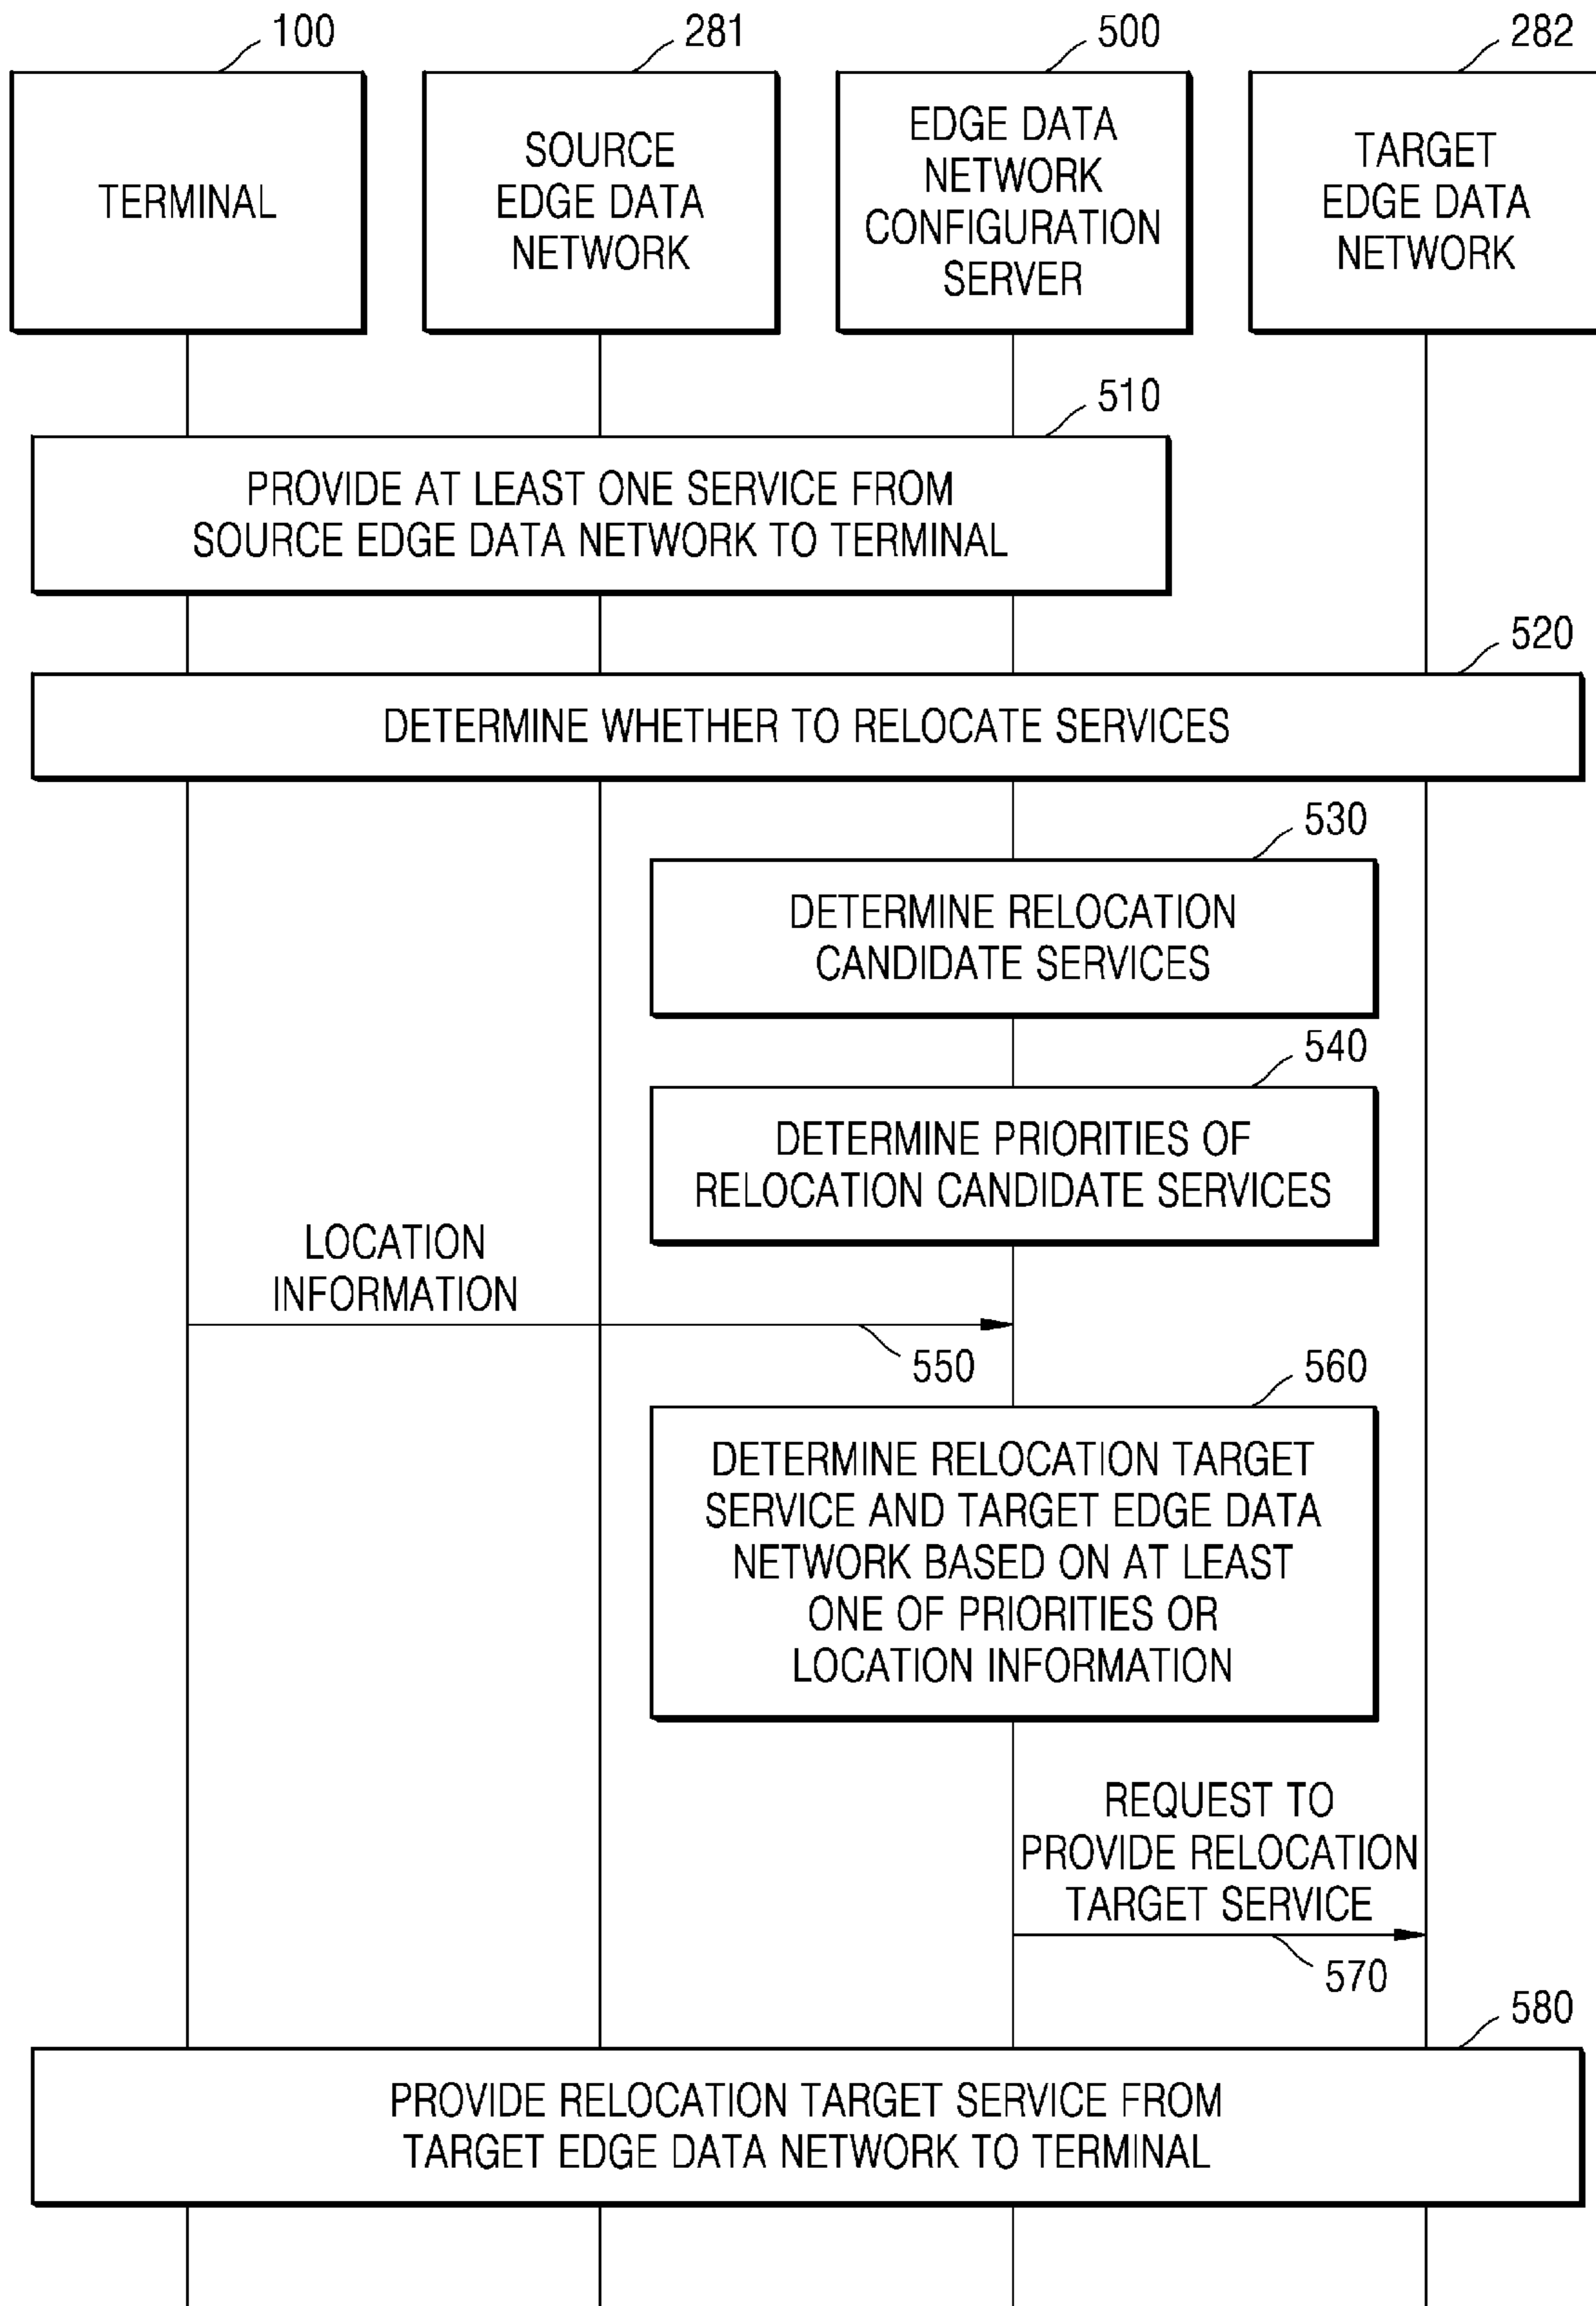 100
281
500
282
TERMINAL
SOURCE
EDGE DATA
NETWORK
EDGE DATA
NETWORK
CONFIGURATION
SERVER
TARGET
EDGE DATA
NETWORK
510
PROVIDE AT LEAST ONE SERVICE FROM
SOURCE EDGE DATA NETWORK TO TERMINAL
520
DETERMINE WHETHER TO RELOCATE SERVICES
530
DETERMINE RELOCATION
CANDIDATE SERVICES
540
DETERMINE PRIORITIES OF
RELOCATION CANDIDATE SERVICES
LOCATION
INFORMATION
550
560
DETERMINE RELOCATION TARGET
SERVICE AND TARGET EDGE DATA
NETWORK BASED ON AT LEAST
ONE OF PRIORITIES OR
LOCATION INFORMATION
REQUEST TO
PROVIDE RELOCATION
TARGET SERVICE
570
580
PROVIDE RELOCATION TARGET SERVICE FROM
TARGET EDGE DATA NETWORK TO TERMINAL